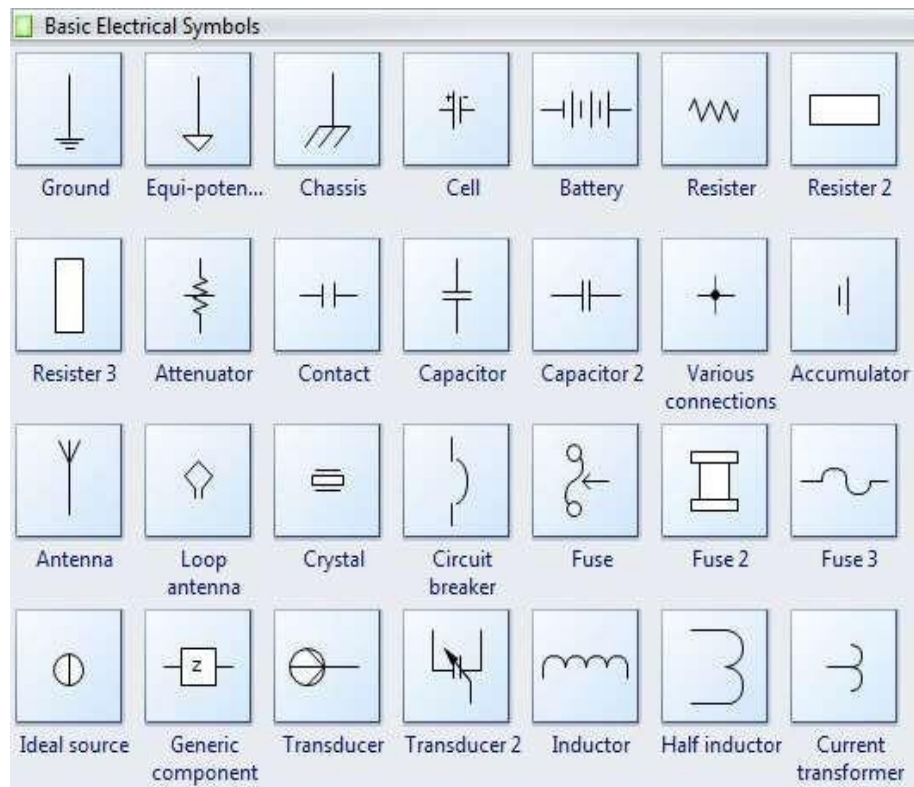 Basic Electrical Symbols
+ -
Ground Equi-poten... Chassis Cell Battery Resister Resister 2
Resister 3 Attenuator Contact Capacitor Capacitor 2 Various connections Accumulator
Antenna Loop antenna Crystal Circuit breaker Fuse Fuse 2 Fuse 3
z
Ideal source Generic component Transducer Transducer 2 Inductor Half inductor Current transformer